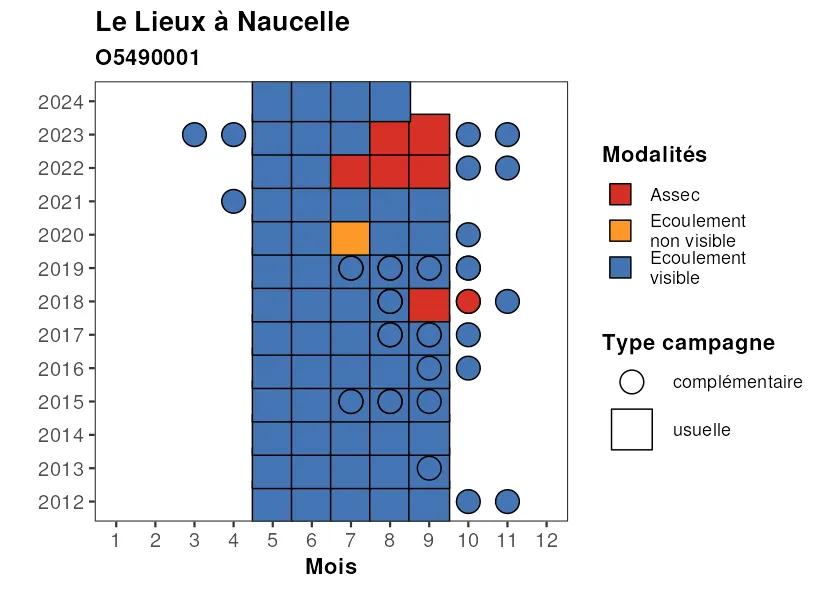 Le Lieux à Naucelle
O5490001
2024
2023
2022
2021
2020
2019
2018
2017
2016
2015
2014
2013
2012
1 2 3 4 5 6 7 8 9 10 11 12
Mois
Modalités
Assec
Ecoulement
non visible
Ecoulement
visible
Type campagne
complémentaire
usuelle